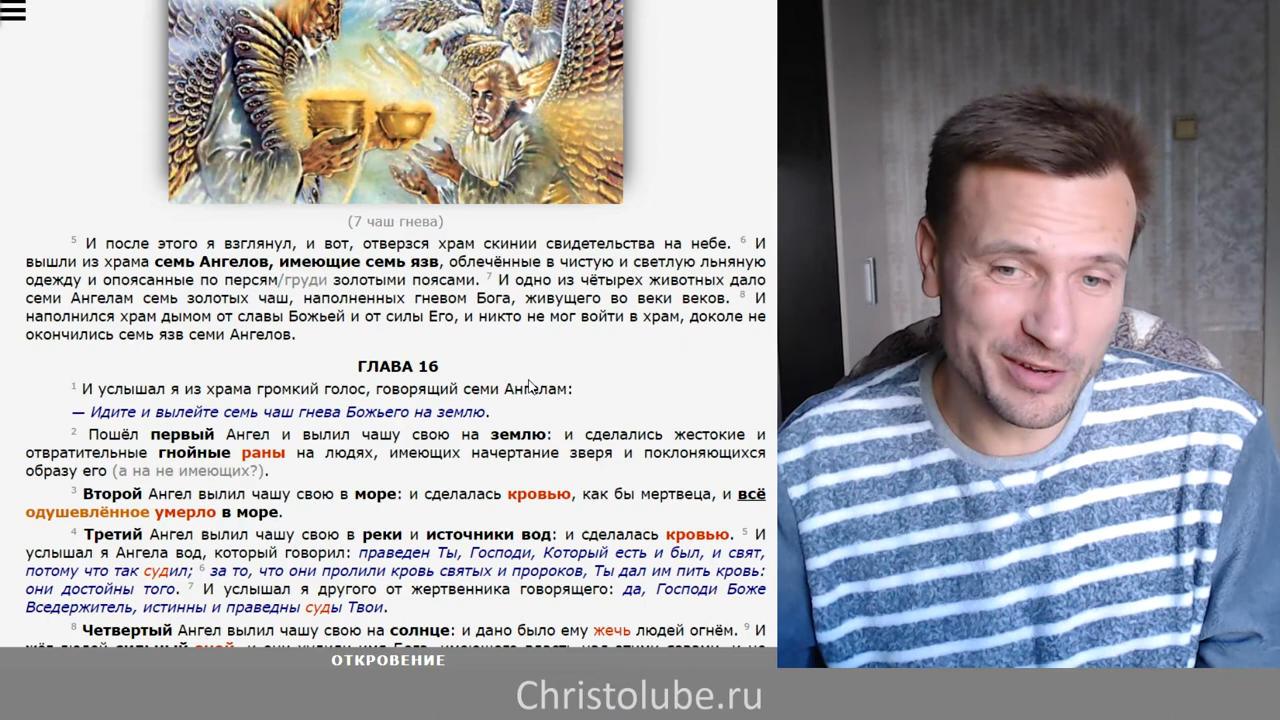 (7 чаш гнева)
5 И после этого я взглянул, и вот, отверзся храм скинии свидетельства на небе. 6 И
вышли из храма семь Ангелов, имеющие семь язв, облечённые в чистую и светлую льняную
одежду и опоясанные по персям/груди золотыми поясами. 7 И одно из чётырех животных дало
семи Ангелам семь золотых чаш, наполненных гневом Бога, живущего во веки веков. 8 И
наполнился храм дымом от славы Божьей и от силы Его, и никто не мог войти в храм, доколе не
окончились семь язв семи Ангелов.
ГЛАВА 16
1 И услышал я из храма громкий голос, говорящий семи Ангелам:
— Идите и вылейте семь чаш гнева Божьего на землю.
2 Пошёл первый Ангел и вылил чашу свою на землю: и сделались жестокие и
отвратительные гнойные раны на людях, имеющих начертание зверя и поклоняющихся
образу его (а на не имеющих?).
3 Второй Ангел вылил чашу свою в море: и сделалась кровью, как бы мертвеца, и всё
одушевлённое умерло в море.
4 Третий Ангел вылил чашу свою в реки и источники вод: и сделалась кровью. 5 И
услышал я Ангела вод, который говорил: праведен Ты, Господи, Который есть и был, и свят,
потому что так судил; 6 за то, что они пролили кровь святых и пророков, Ты дал им пить кровь:
они достойны того. 7 И услышал я другого от жертвенника говорящего: да, Господи Боже
Вседержитель, истинны и праведны суды Твои.
8 Четвертый Ангел вылил чашу свою на солнце: и дано было ему жечь людей огнём. 9 И
ОТКРОВЕНИЕ
Christolube.ru